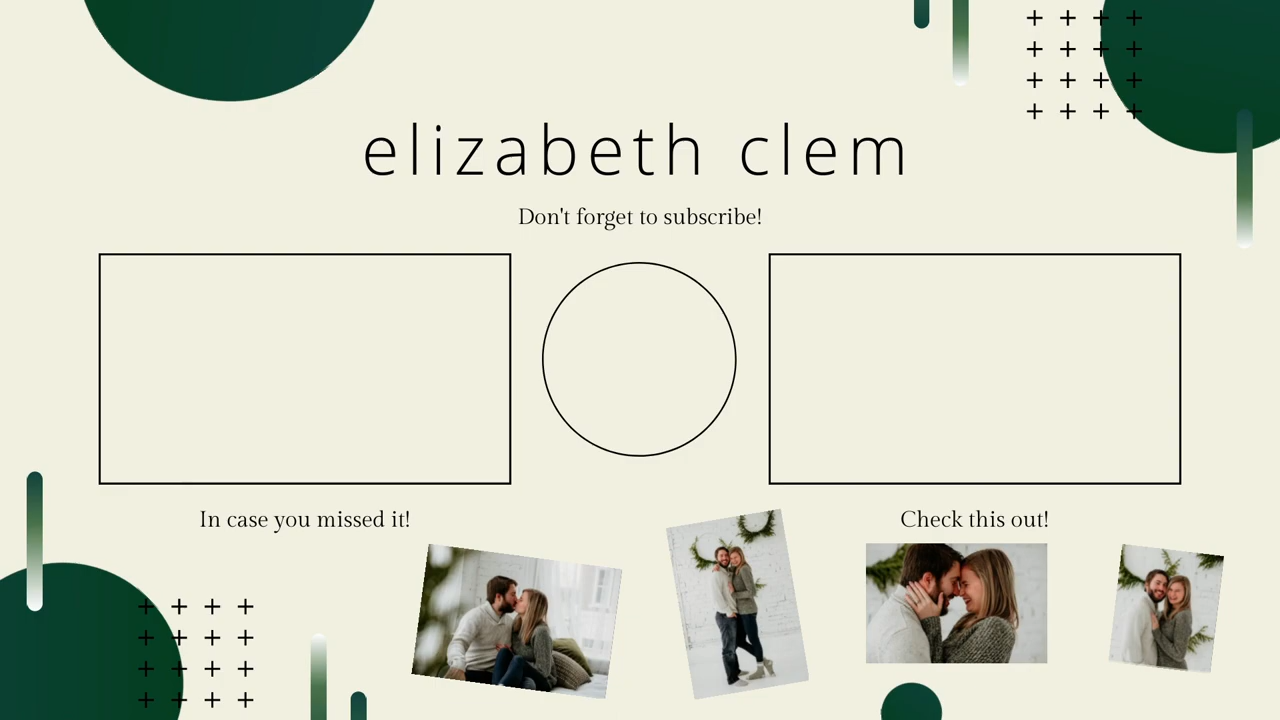 elizabeth clem
Don't forget to subscribe!
In case you missed it!
Check this out!